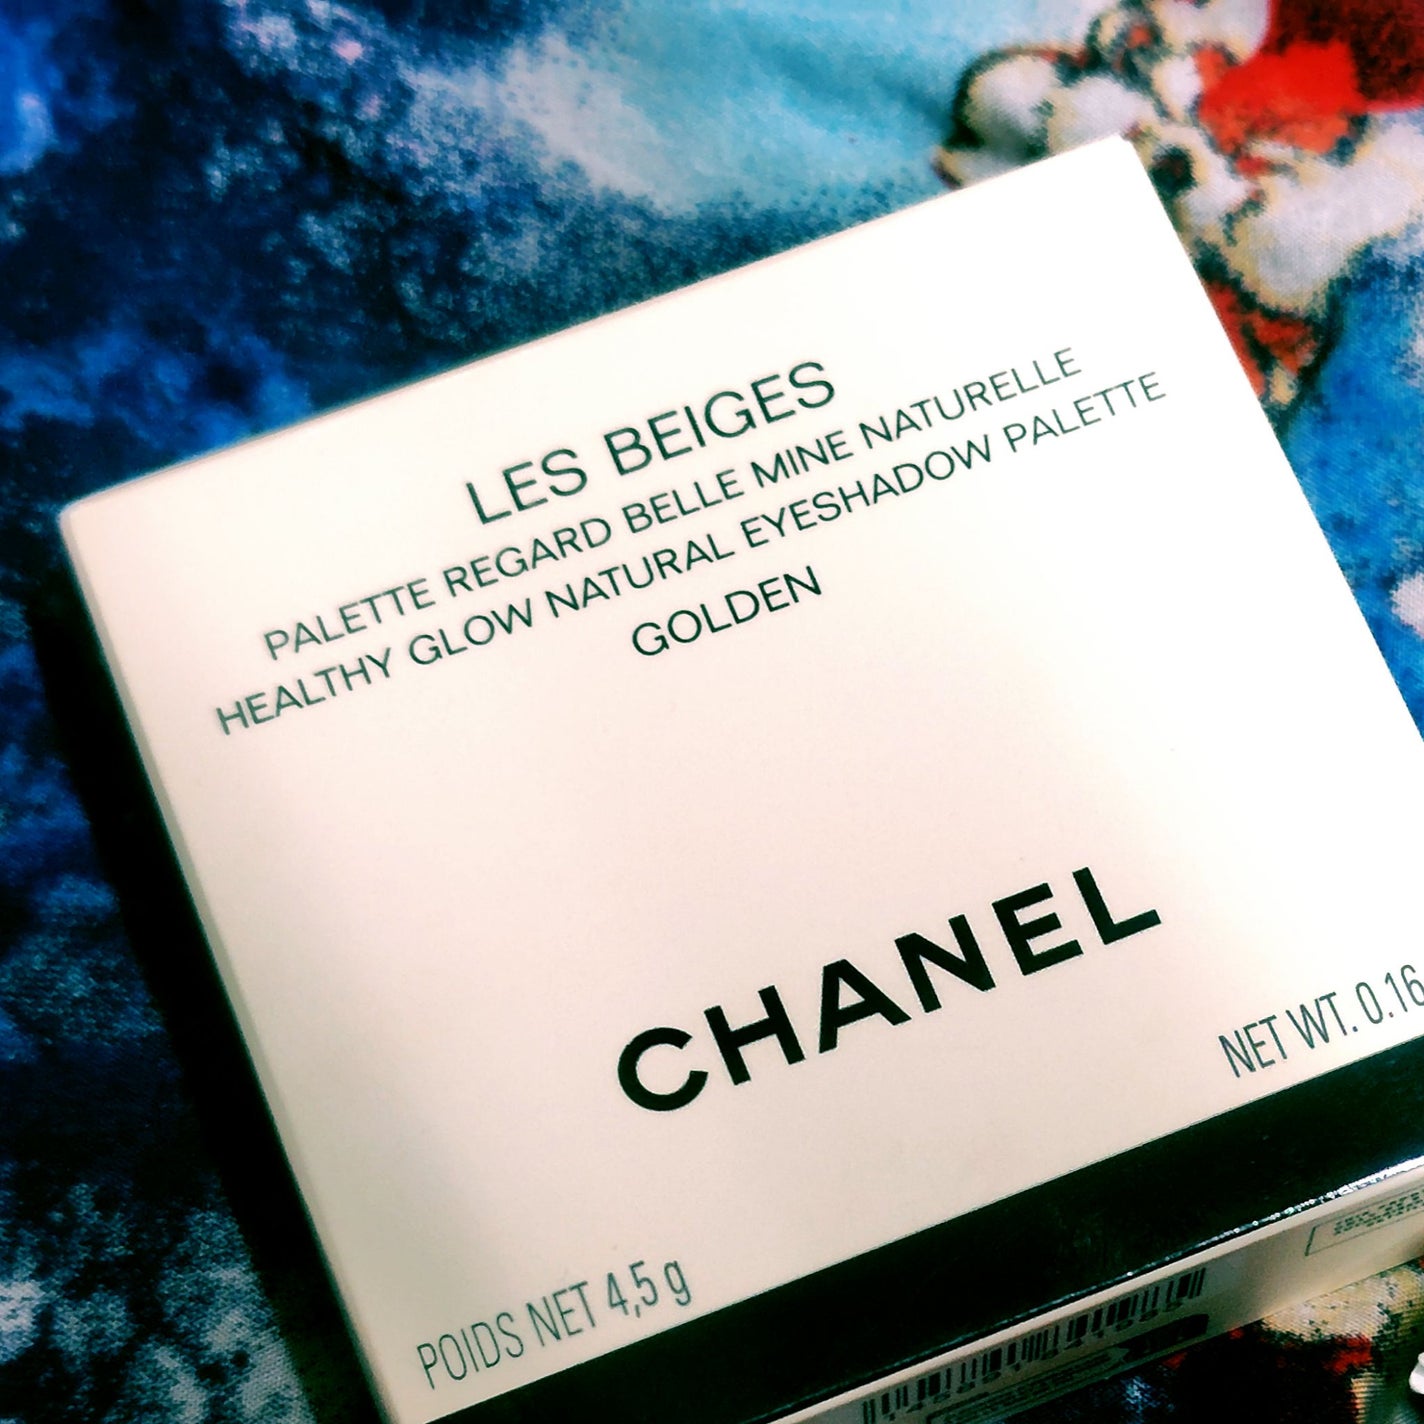 LES BEIGES
PALETTE REGARD BELLE MINE NATURELLE
HEALTHY GLOW NATURAL EYESHADOW PALETTE
GOLDEN
CHANEL
POIDS NET 4,5 g
NET WT. 0.16